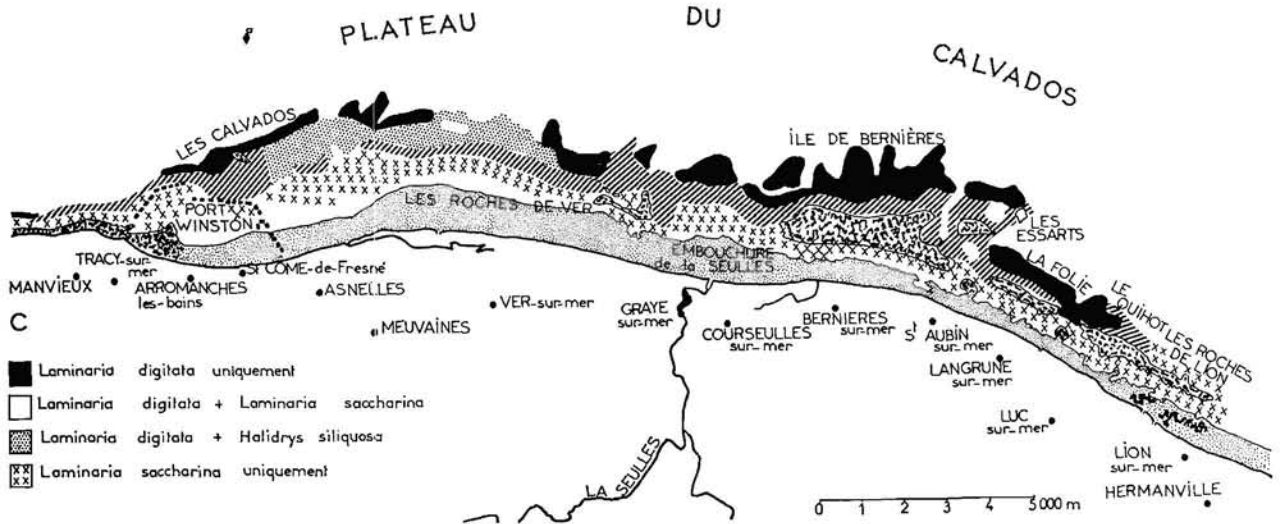 PLATEAU DU CALVADOS
LES CALVADOS
ÎLE DE BERNIÈRES
PORT
WINSTON
LES ROCHES DE VER
LES
ESSARTS
EMBOUCHURE
de la SEULLES
LA FOLIE
LE QUIHOT
LES ROCHES
DE LION
MANVIEUX
TRACY-sur-
mer
ARROMANCHES
les-bains
St COME-de-Fresné
ASNELLES
MEUVAINES
VER-sur-mer
GRAYE
sur-mer
COURSEULLES
sur-mer
BERNIERES
sur-mer
St AUBIN
sur-mer
LANGRUNE
sur-mer
LUC
sur-mer
LION
sur-mer
HERMANVILLE
LA SEULLES
C
Laminaria digitata uniquement
Laminaria digitata + Laminaria saccharina
Laminaria digitata + Halidrys siliquosa
Laminaria saccharina uniquement
0 1 2 3 4 5000 m